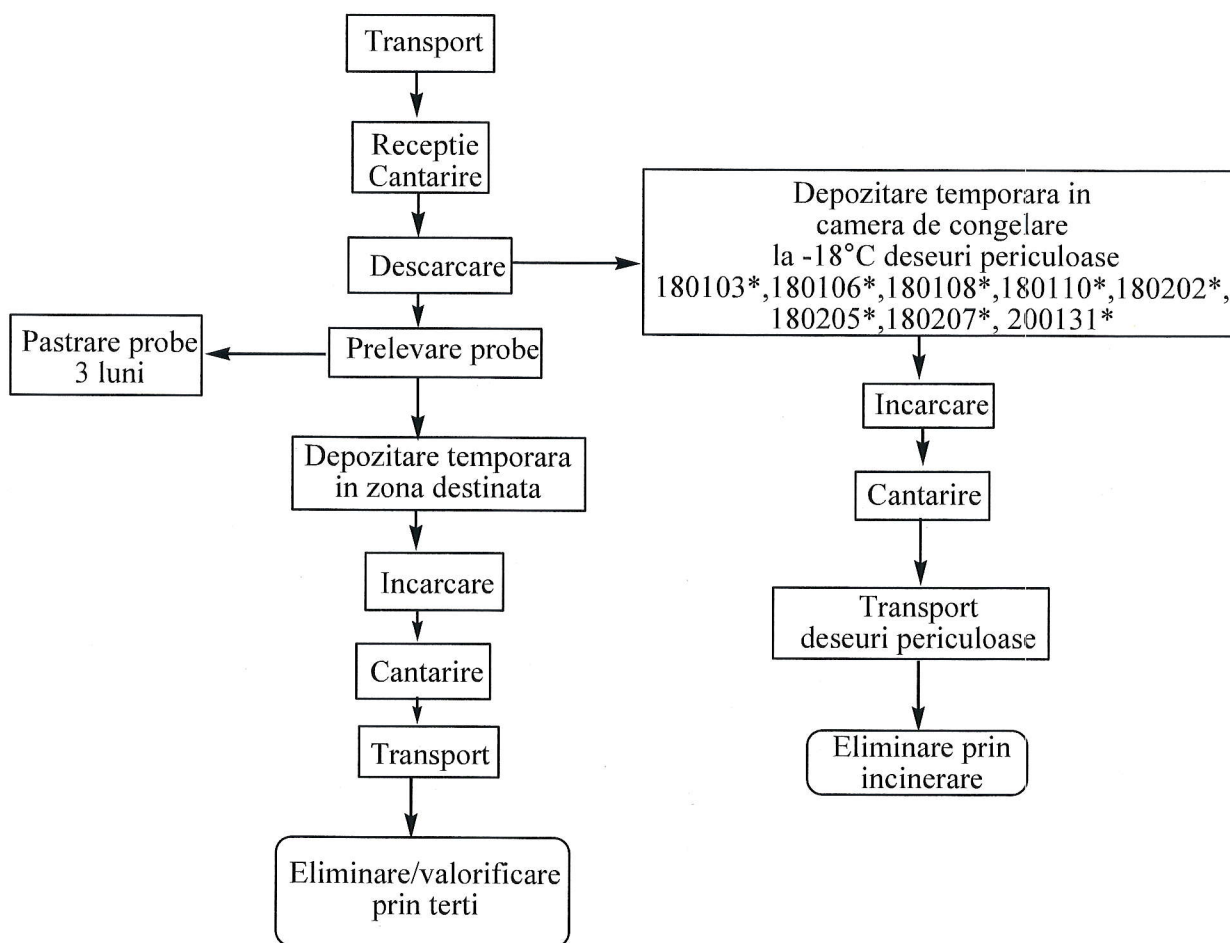 Transport
Receptie
Cantarire
Descarcare
Depozitare temporara in
camera de congelare
la -18°C deseuri periculoase
180103*,180106*,180108*,180110*,180202*,
180205*,180207*, 200131*
Pastrare probe
3 luni
Prelevare probe
Depozitare temporara
in zona destinata
Incarcare
Cantarire
Transport
Eliminare/valorificare
prin terti
Incarcare
Cantarire
Transport
deseuri periculoase
Eliminare prin
incinerare